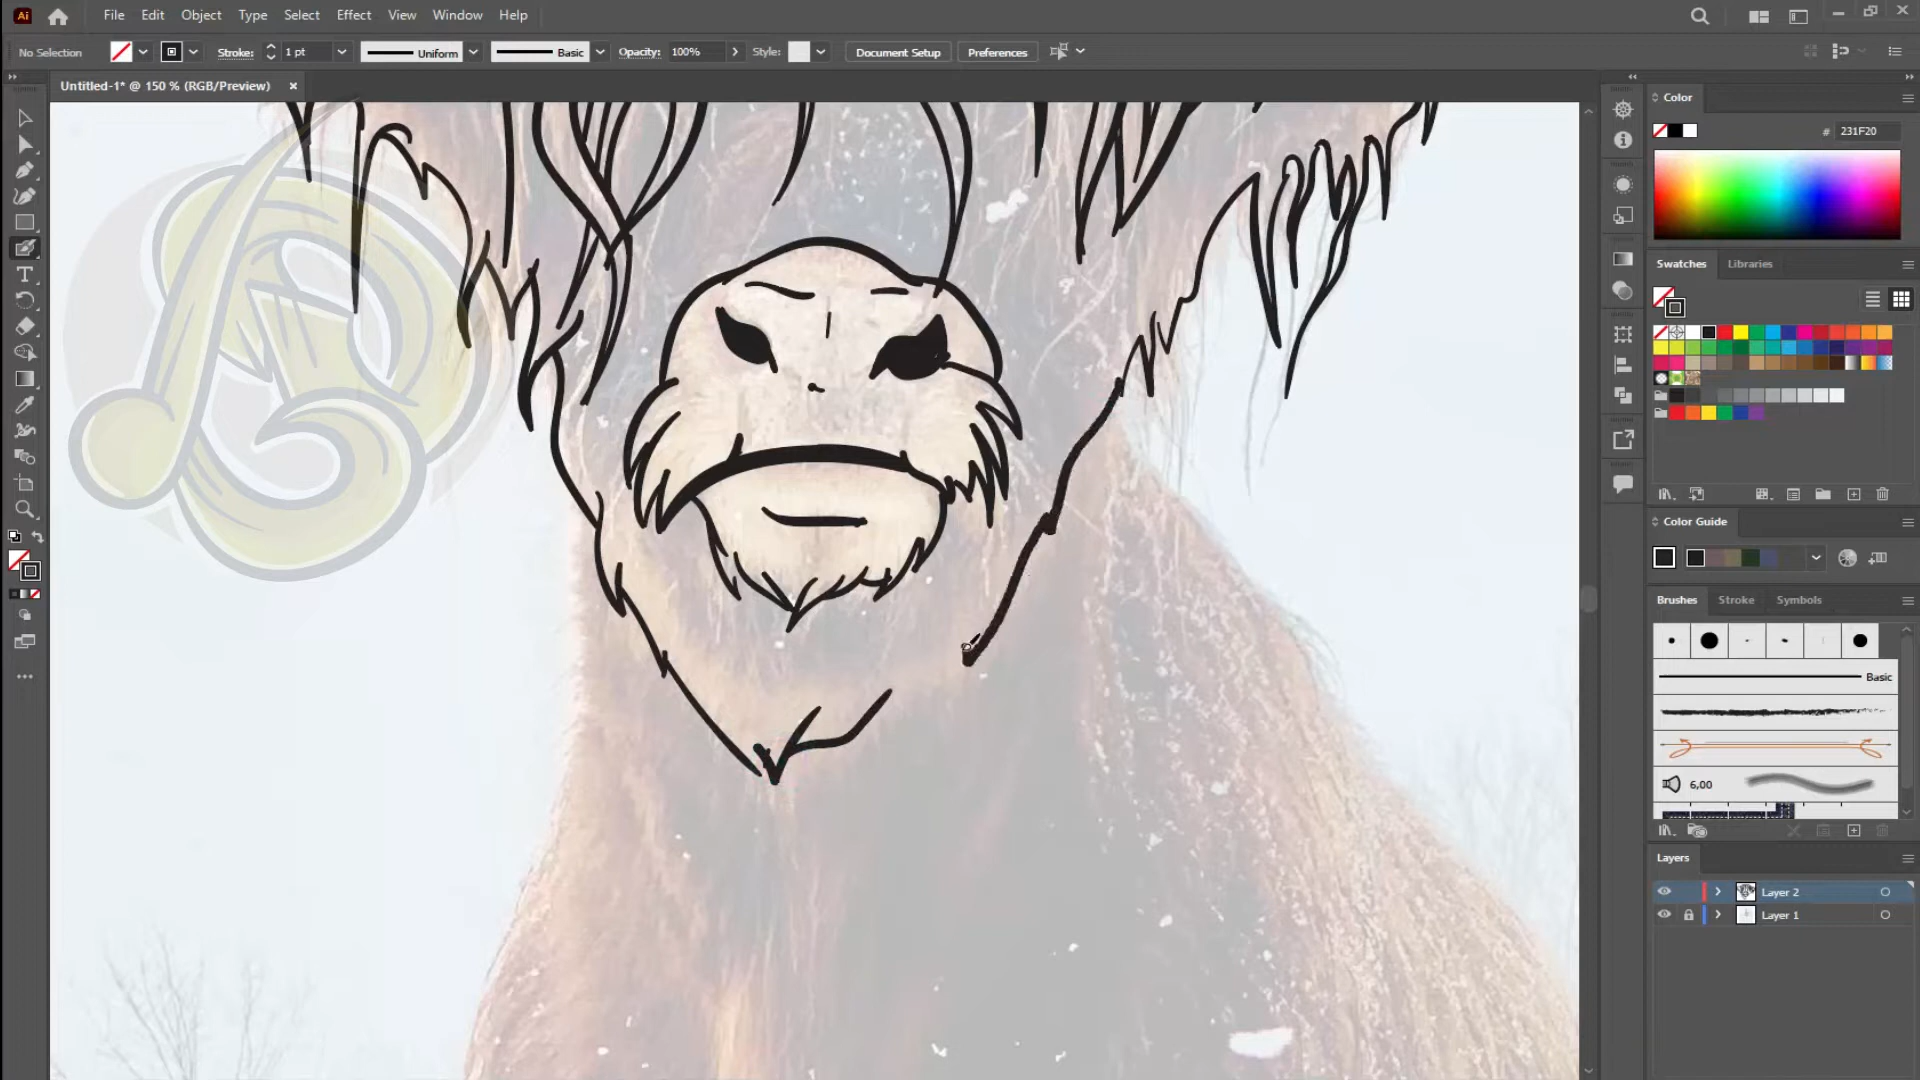 Ai File Edit Object Type Select Effect View Window Help
No Selection Stroke: 1 pt Uniform Basic Opacity: 100% Style: Document Setup Preferences
Untitled-1* @ 150 % (RGB/Preview) ×
Color
# 231F20
Swatches Libraries
Color Guide
Brushes Stroke Symbols
Basic
6,00
Layers
Layer 2
Layer 1